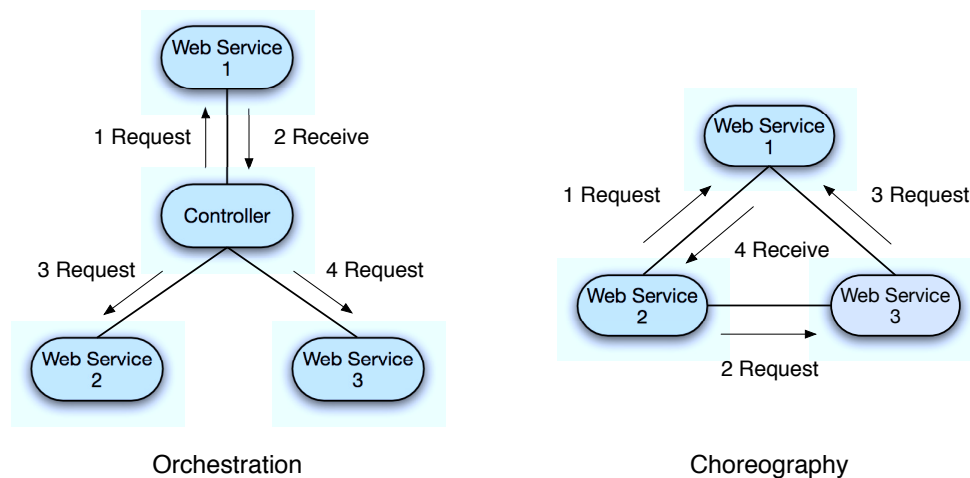 Web Service
1
1 Request
2 Receive
Controller
3 Request
4 Request
Web Service
2
Web Service
3
Orchestration
Web Service
1
1 Request
3 Request
4 Receive
Web Service
2
Web Service
3
2 Request
Choreography